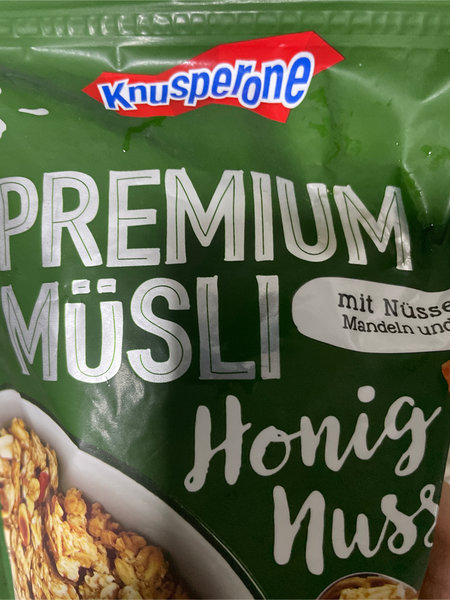 Knusperone
PREMIUM
MÜSLI
mit Nüsse
Mandeln und
Honig
Nuss